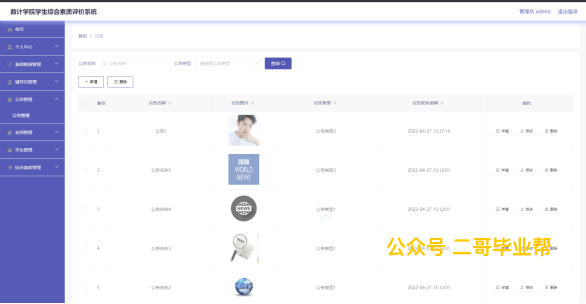 数计学院学生综合素质评价系统
管理员 admin 退出登录
首页
个人中心
基础数据管理
辅导员管理
公告管理
公告管理
老师管理
学生管理
综合测评管理
首页 / 公告
公告名称 公告名称 公告类型 请选择公告类型 查询
+ 新增 删除
索引 公告名称 公告图片 公告类型 公告发布时间 操作
1 公告1 公告类型3 2022-04-27 15:27:16 详情 修改 删除
2 公告名称5 BBC WORLD NEWS 公告类型2 2022-04-27 15:12:01 详情 修改 删除
3 公告名称4 NEWS 公告类型1 2022-04-27 15:12:01 详情 修改 删除
4 公告名称3 公告类型1 2022-04-27 15:12:01 详情 修改 删除
5 公告名称2 公告类型1 2022-04-27 15:12:01 详情 修改 删除
公众号 二哥毕业帮